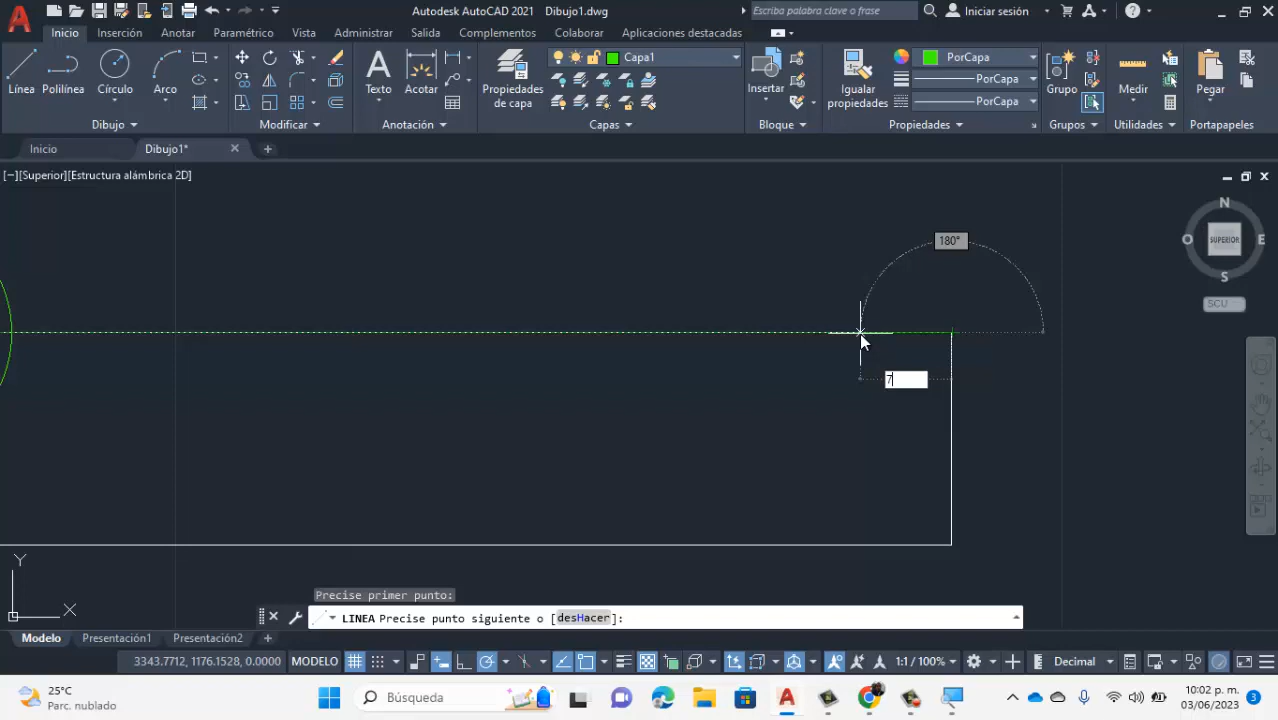 Autodesk AutoCAD 2021 Dibujo1.dwg
Escriba palabra clave o frase
Iniciar sesión
Inicio Inserción Anotar Paramétrico Vista Administrar Salida Complementos Colaborar Aplicaciones destacadas
Línea Polilínea Círculo Arco
Texto Acotar
Propiedades de capa
Capa1
Insertar
Igualar propiedades
PorCapa
PorCapa
PorCapa
Grupo
Medir
Pegar
Dibujo Modificar Anotación Capas Bloque Propiedades Grupos Utilidades Portapapeles
Inicio Dibujo1*
[−][Superior][Estructura alámbrica 2D]
N
O SUPERIOR E
S
SCU
180°
7
Y
X
Precise primer punto:
LINEA Precise punto siguiente o [desHacer]:
Modelo Presentación1 Presentación2
3343.7712, 1176.1528, 0.0000 MODELO 1:1 / 100% Decimal
25°C
Parc. nublado
Búsqueda
10:02 p. m.
03/06/2023
3